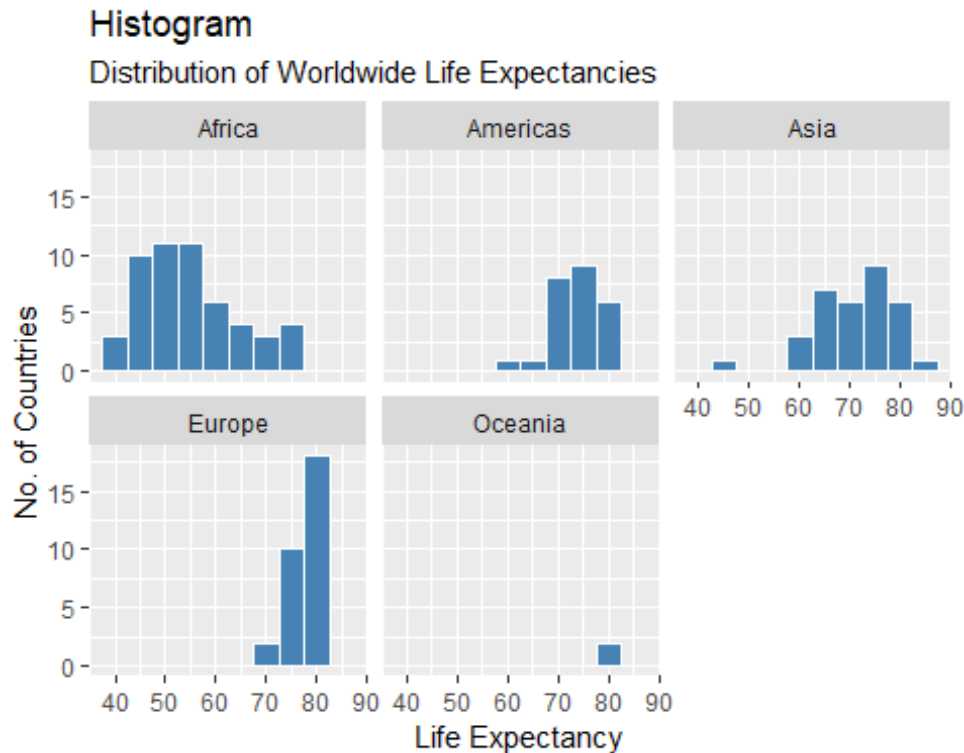 Histogram
Distribution of Worldwide Life Expectancies
Africa
Americas
Asia
15
10
5
0
40 50 60 70 80 90
Europe
Oceania
15
10
5
0
40 50 60 70 80 90
40 50 60 70 80 90
No. of Countries
Life Expectancy